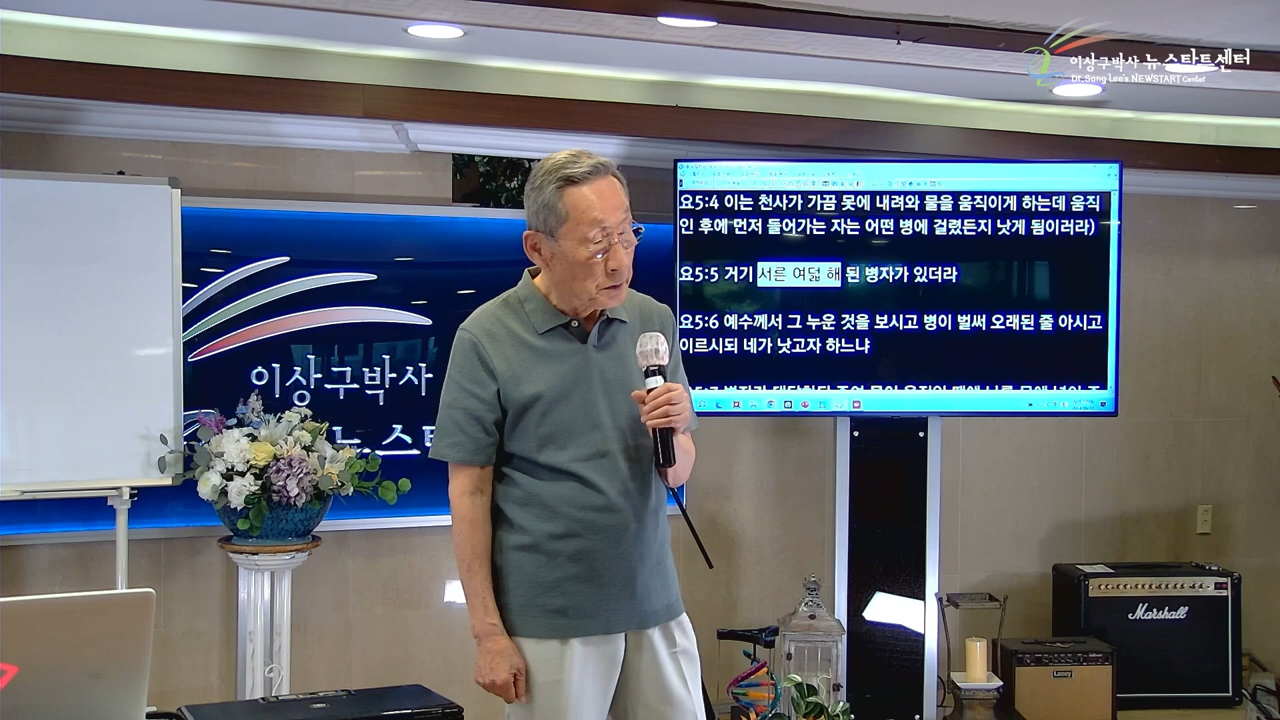 이상구박사 뉴스타트센터
Dr. Sang Lee's NEWSTART Center
요5:4 이는 천사가 가끔 못에 내려와 물을 움직이게 하는데 움직
인 후에 먼저 들어가는 자는 어떤 병에 걸렸든지 낫게 됨이러라)
요5:5 거기 서른 여덟 해 된 병자가 있더라
요5:6 예수께서 그 누운 것을 보시고 병이 벌써 오래된 줄 아시고
이르시되 네가 낫고자 하느냐
이상구박사
뉴 스타
Marshall
Laney